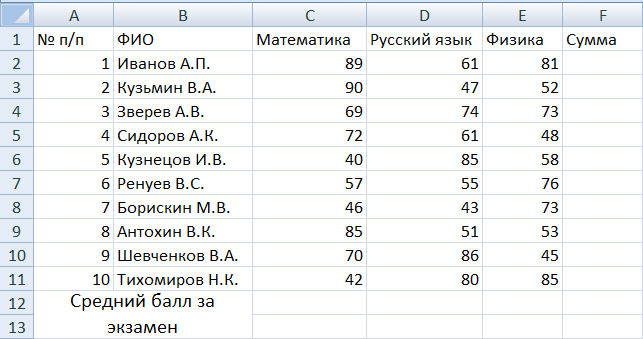 A B C D E F
1 № п/п ФИО Математика Русский язык Физика Сумма
2 1 Иванов А.П. 89 61 81
3 2 Кузьмин В.А. 90 47 52
4 3 Зверев А.В. 69 74 73
5 4 Сидоров А.К. 72 61 48
6 5 Кузнецов И.В. 40 85 58
7 6 Ренуев В.С. 57 55 76
8 7 Борискин М.В. 46 43 73
9 8 Антохин В.К. 85 51 53
10 9 Шевченков В.А. 70 86 45
11 10 Тихомиров Н.К. 42 80 85
12 Средний балл за
13 экзамен